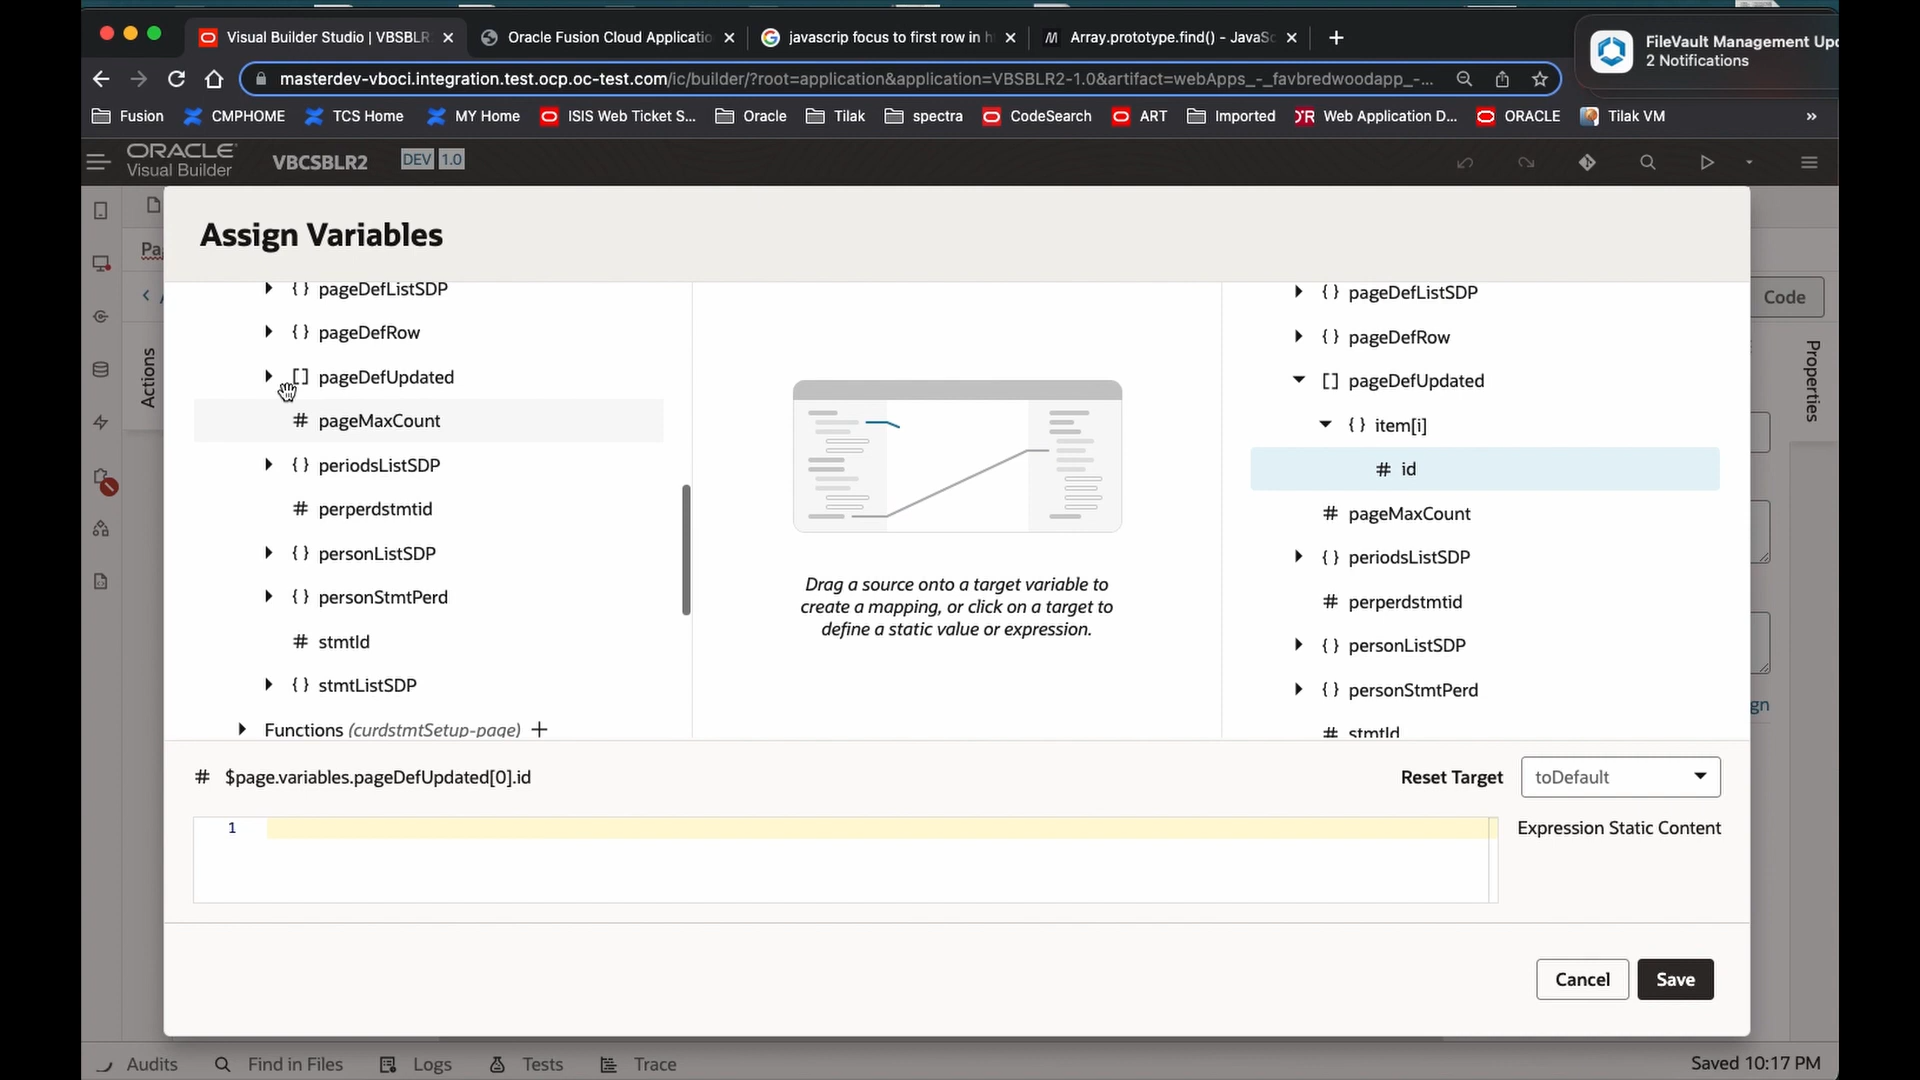 Visual Builder Studio | VBSBLR
Oracle Fusion Cloud Applicatio
javascrip focus to first row in h
Array.prototype.find() - JavaSc
FileVault Management Upd
2 Notifications
masterdev-vboci.integration.test.ocp.oc-test.com/ic/builder/?root=application&application=VBSBLR2-1.0&artifact=webApps_-_favbredwoodapp_-...
Fusion CMPHOME TCS Home MY Home ISIS Web Ticket S... Oracle Tilak spectra CodeSearch ART Imported Web Application D... ORACLE Tilak VM »
ORACLE
Visual Builder
VBCSBLR2 DEV 1.0
Assign Variables
Code
Actions
Properties
{ } pageDefListSDP
{ } pageDefRow
[ ] pageDefUpdated
# pageMaxCount
{ } periodsListSDP
# perperdstmtid
{ } personListSDP
{ } personStmtPerd
# stmtId
{ } stmtListSDP
Functions (curdstmtSetup-page) +
Drag a source onto a target variable to
create a mapping, or click on a target to
define a static value or expression.
{ } pageDefListSDP
{ } pageDefRow
[ ] pageDefUpdated
{ } item[i]
# id
# pageMaxCount
{ } periodsListSDP
# perperdstmtid
{ } personListSDP
{ } personStmtPerd
# stmtId
# $page.variables.pageDefUpdated[0].id
Reset Target toDefault
1
Expression Static Content
Cancel Save
Audits Find in Files Logs Tests Trace
Saved 10:17 PM